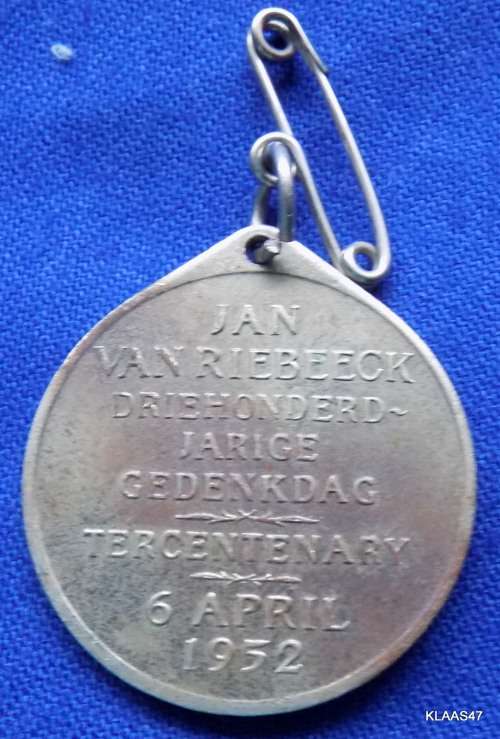 JAN
VAN RIEBEECK
DRIEHONDERD~
JARIGE
GEDENKDAG
TERCENTENARY
6 APRIL
1952
KLAAS47